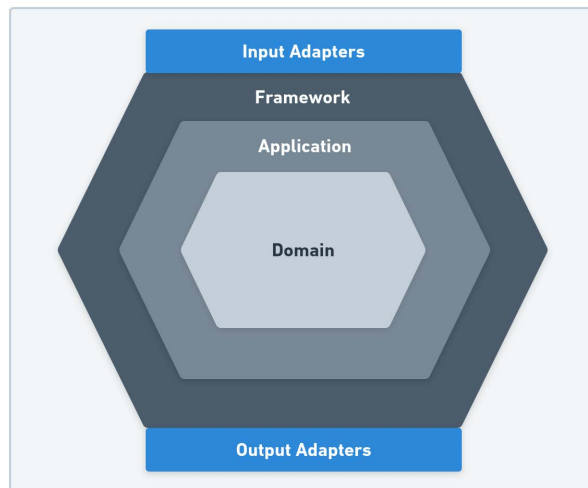 Input Adapters
Framework
Application
Domain
Output Adapters